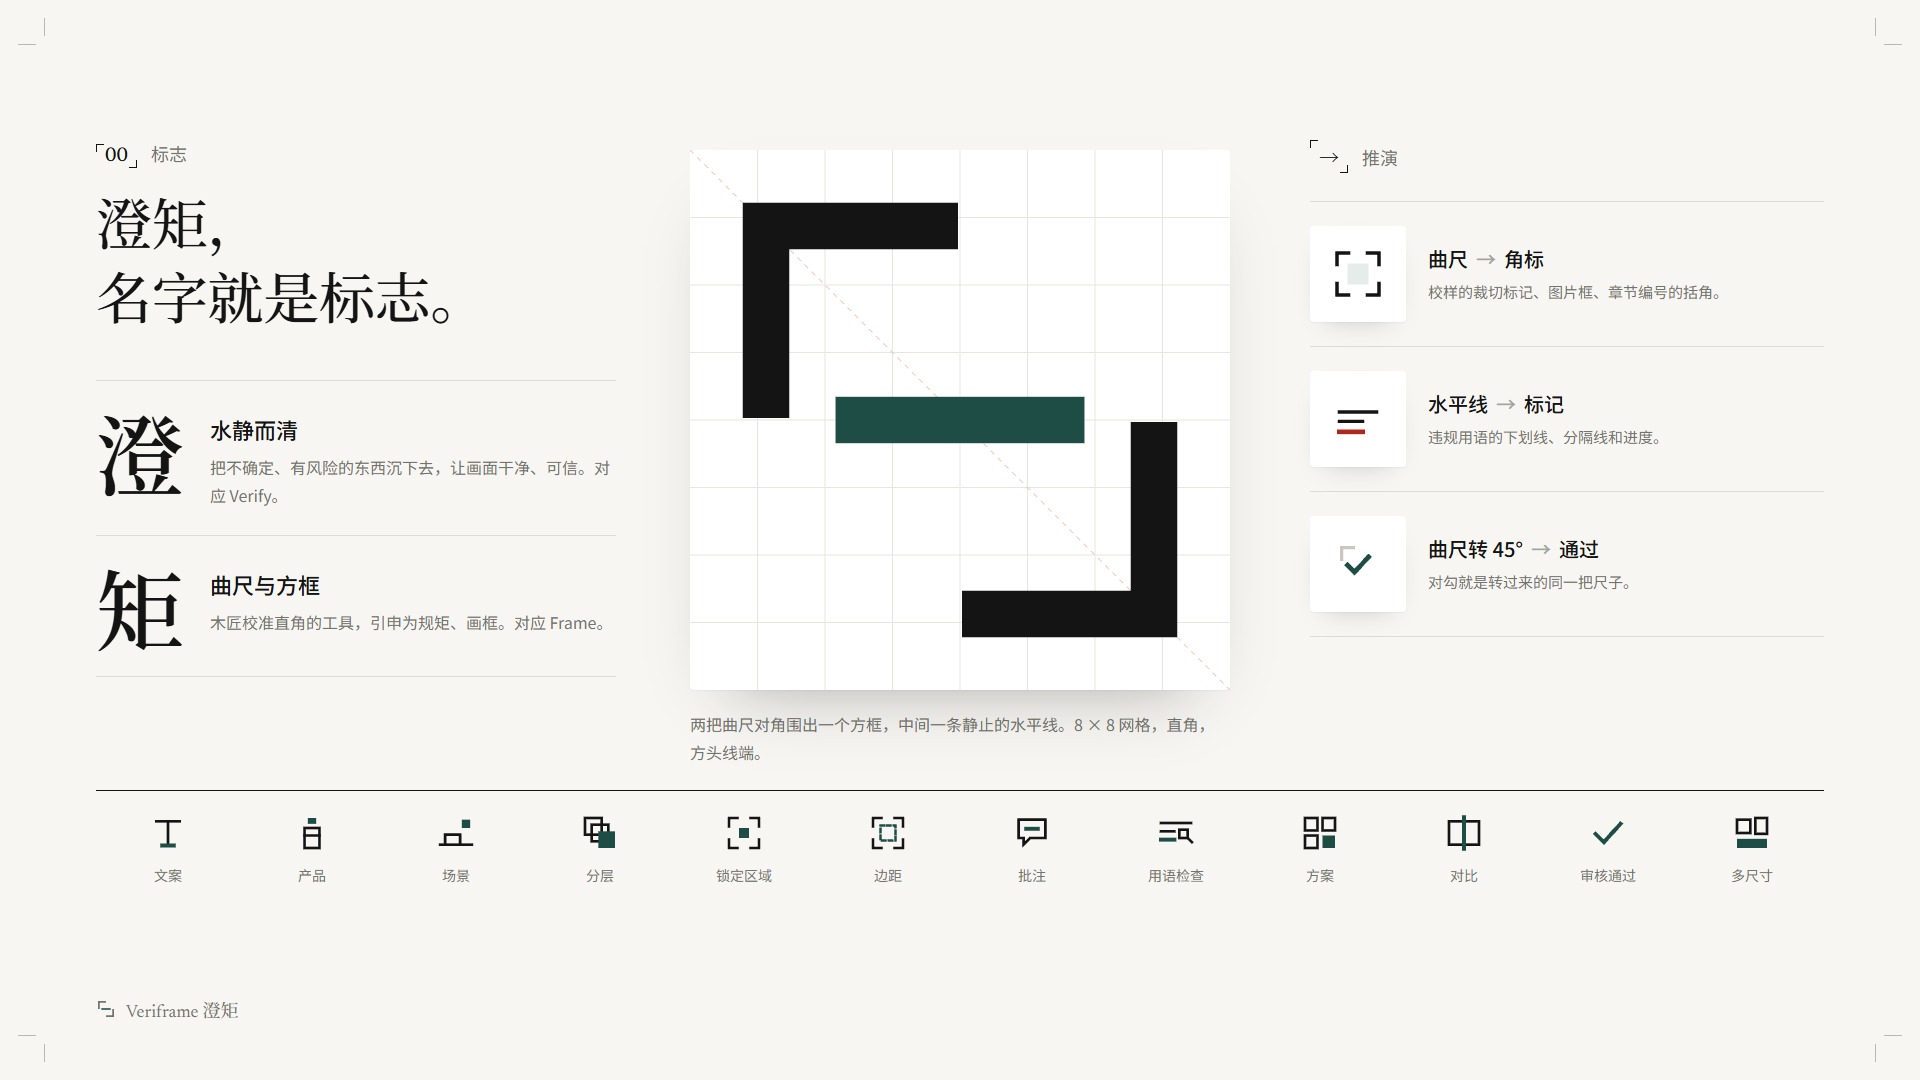 00 标志
澄矩，
名字就是标志。
澄
水静而清
把不确定、有风险的东西沉下去，让画面干净、可信。对
应 Verify。
矩
曲尺与方框
木匠校准直角的工具，引申为规矩、画框。对应 Frame。
两把曲尺对角围出一个方框，中间一条静止的水平线。8 × 8 网格，直角，
方头线端。
→ 推演
曲尺 → 角标
校样的裁切标记、图片框、章节编号的括角。
水平线 → 标记
违规用语的下划线、分隔线和进度。
曲尺转 45° → 通过
对勾就是转过来的同一把尺子。
文案 产品 场景 分层 锁定区域 边距 批注 用语检查 方案 对比 审核通过 多尺寸
Veriframe 澄矩